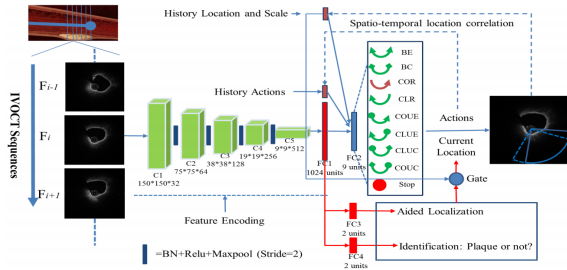 History Location and Scale
Spatio-temporal location correlation
IVOCT Sequences
Fi-1
Fi
Fi+1
History Actions
C1
150*150*32
C2
75*75*64
C3
38*38*128
C4
19*19*256
C5
9*9*512
FC1
1024 units
FC2
9 units
BE
BC
COR
CLR
COUE
CLUE
CLUC
COUC
Stop
Actions
Current
Location
Gate
Feature Encoding
FC3
2 units
Aided Localization
FC4
2 units
Identification: Plaque or not?
=BN+Relu+Maxpool (Stride=2)